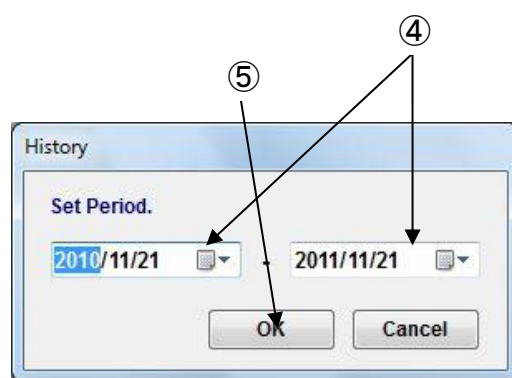 ④
⑤
History
Set Period.
2010/11/21 - 2011/11/21
OK Cancel